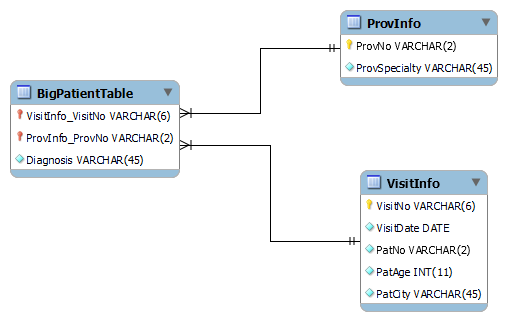 ProvInfo
ProvNo VARCHAR(2)
ProvSpecialty VARCHAR(45)
BigPatientTable
VisitInfo_VisitNo VARCHAR(6)
ProvInfo_ProvNo VARCHAR(2)
Diagnosis VARCHAR(45)
VisitInfo
VisitNo VARCHAR(6)
VisitDate DATE
PatNo VARCHAR(2)
PatAge INT(11)
PatCity VARCHAR(45)